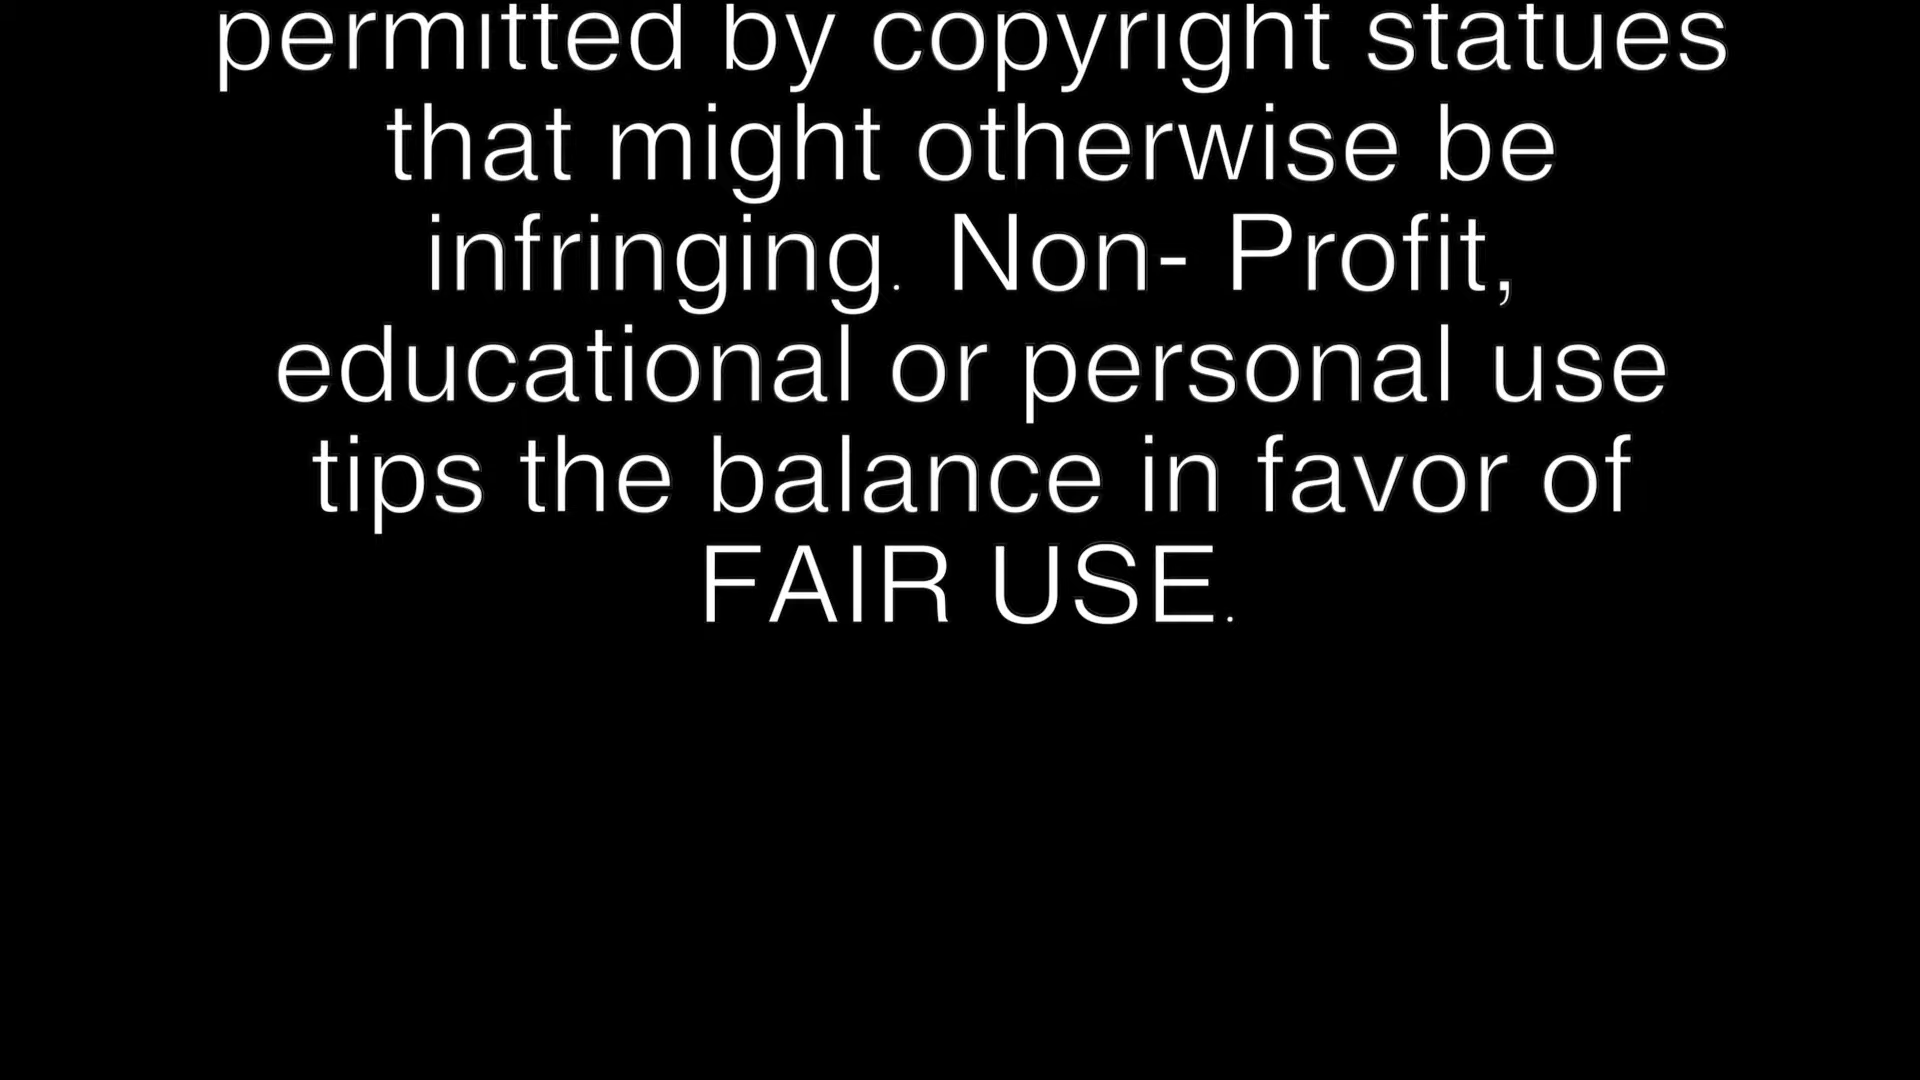 permitted by copyright statues
that might otherwise be
infringing. Non- Profit,
educational or personal use
tips the balance in favor of
FAIR USE.